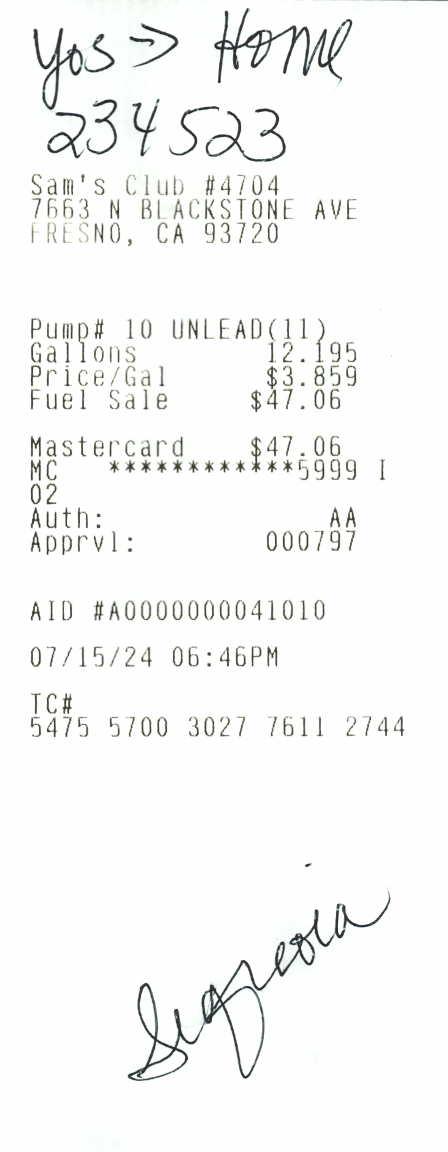 Yos → Home
234523
Sam's Club #4704
7663 N BLACKSTONE AVE
FRESNO, CA 93720
Pump# 10 UNLEAD(11)
Gallons 12.195
Price/Gal $3.859
Fuel Sale $47.06
Mastercard $47.06
MC ************5999 I
02
Auth: AA
Apprvl: 000797
AID #A0000000041010
07/15/24 06:46PM
TC#
5475 5700 3027 7611 2744
Seqreoia